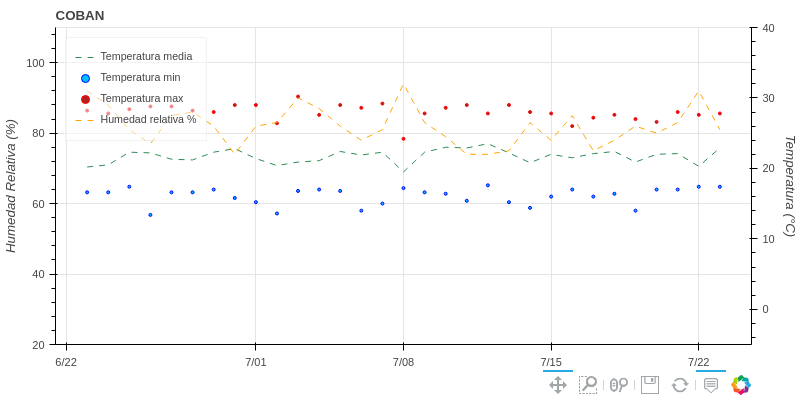 COBAN
Temperatura media
Temperatura min
Temperatura max
Humedad relativa %
Humedad Relativa (%)
100
80
60
40
20
40
30
20
10
0
Temperatura (°C)
6/22
7/01
7/08
7/15
7/22